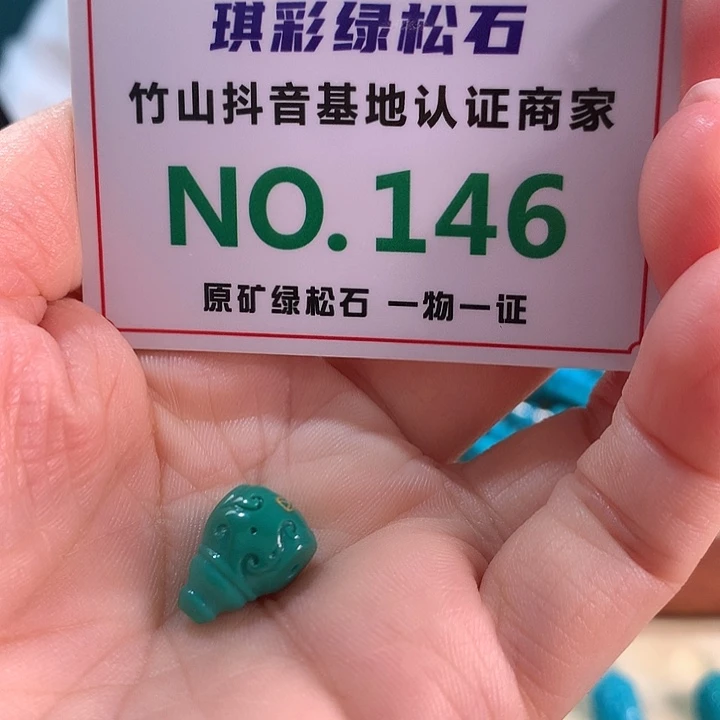 琪彩绿松石
竹山抖音基地认证商家
NO.146
原矿绿松石 一物一证